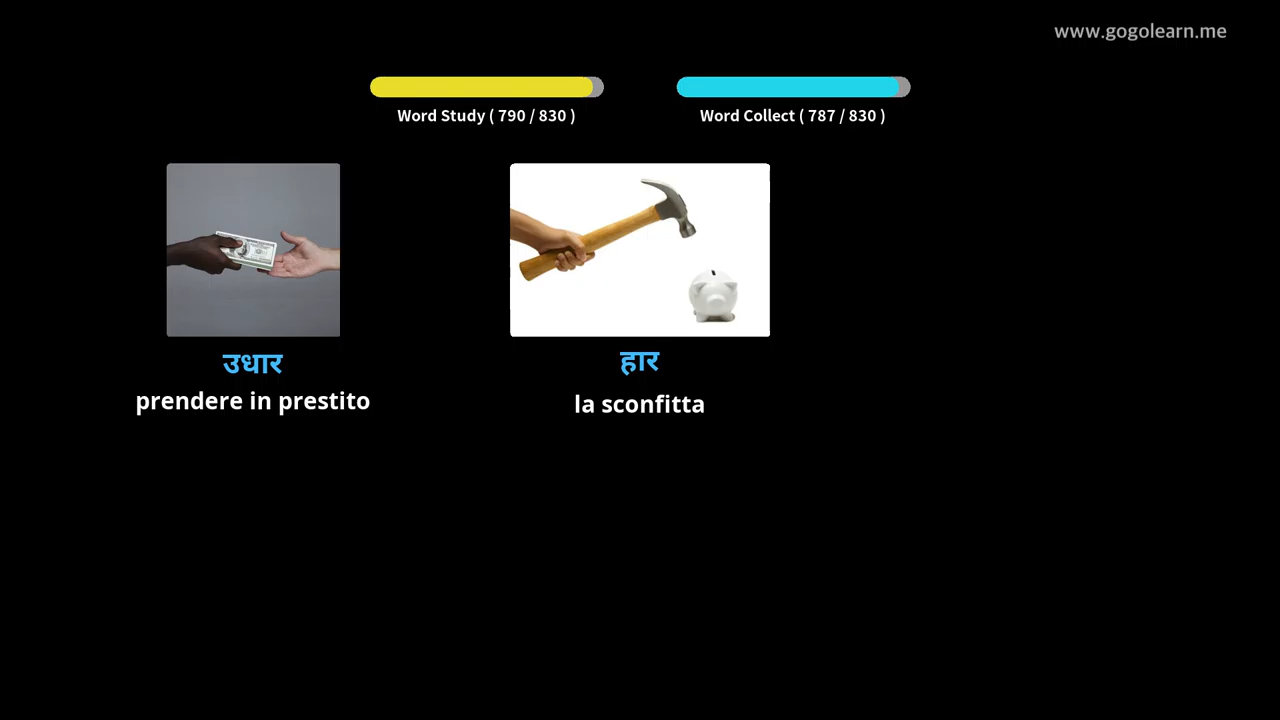 www.gogolearn.me
Word Study ( 790 / 830 )
Word Collect ( 787 / 830 )
उधार
prendere in prestito
हार
la sconfitta